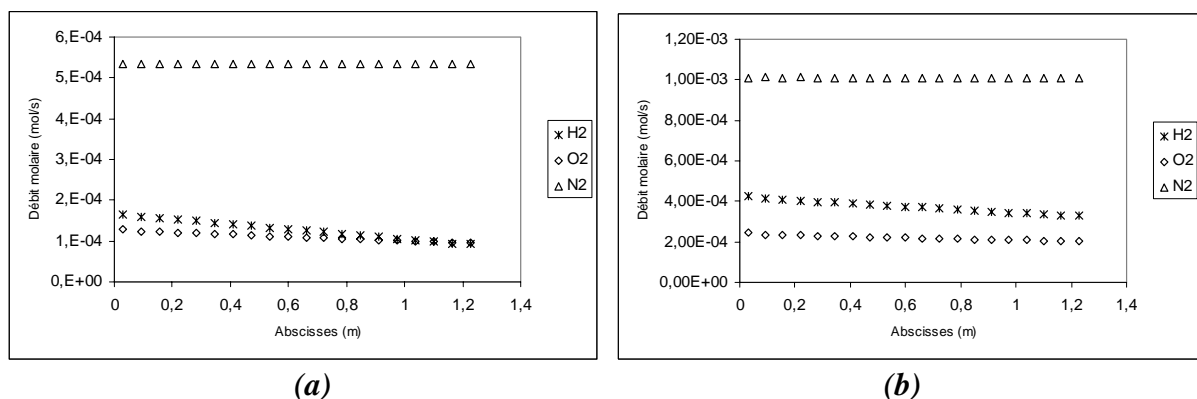 6,E-04
5,E-04
4,E-04
3,E-04
2,E-04
1,E-04
0,E+00
Débit molaire (mol/s)
0 0,2 0,4 0,6 0,8 1 1,2 1,4
Abscisses (m)
H2
O2
N2
(a)
1,20E-03
1,00E-03
8,00E-04
6,00E-04
4,00E-04
2,00E-04
0,00E+00
Débit molaire (mol/s)
0 0,2 0,4 0,6 0,8 1 1,2 1,4
Abscisses (m)
H2
O2
N2
(b)